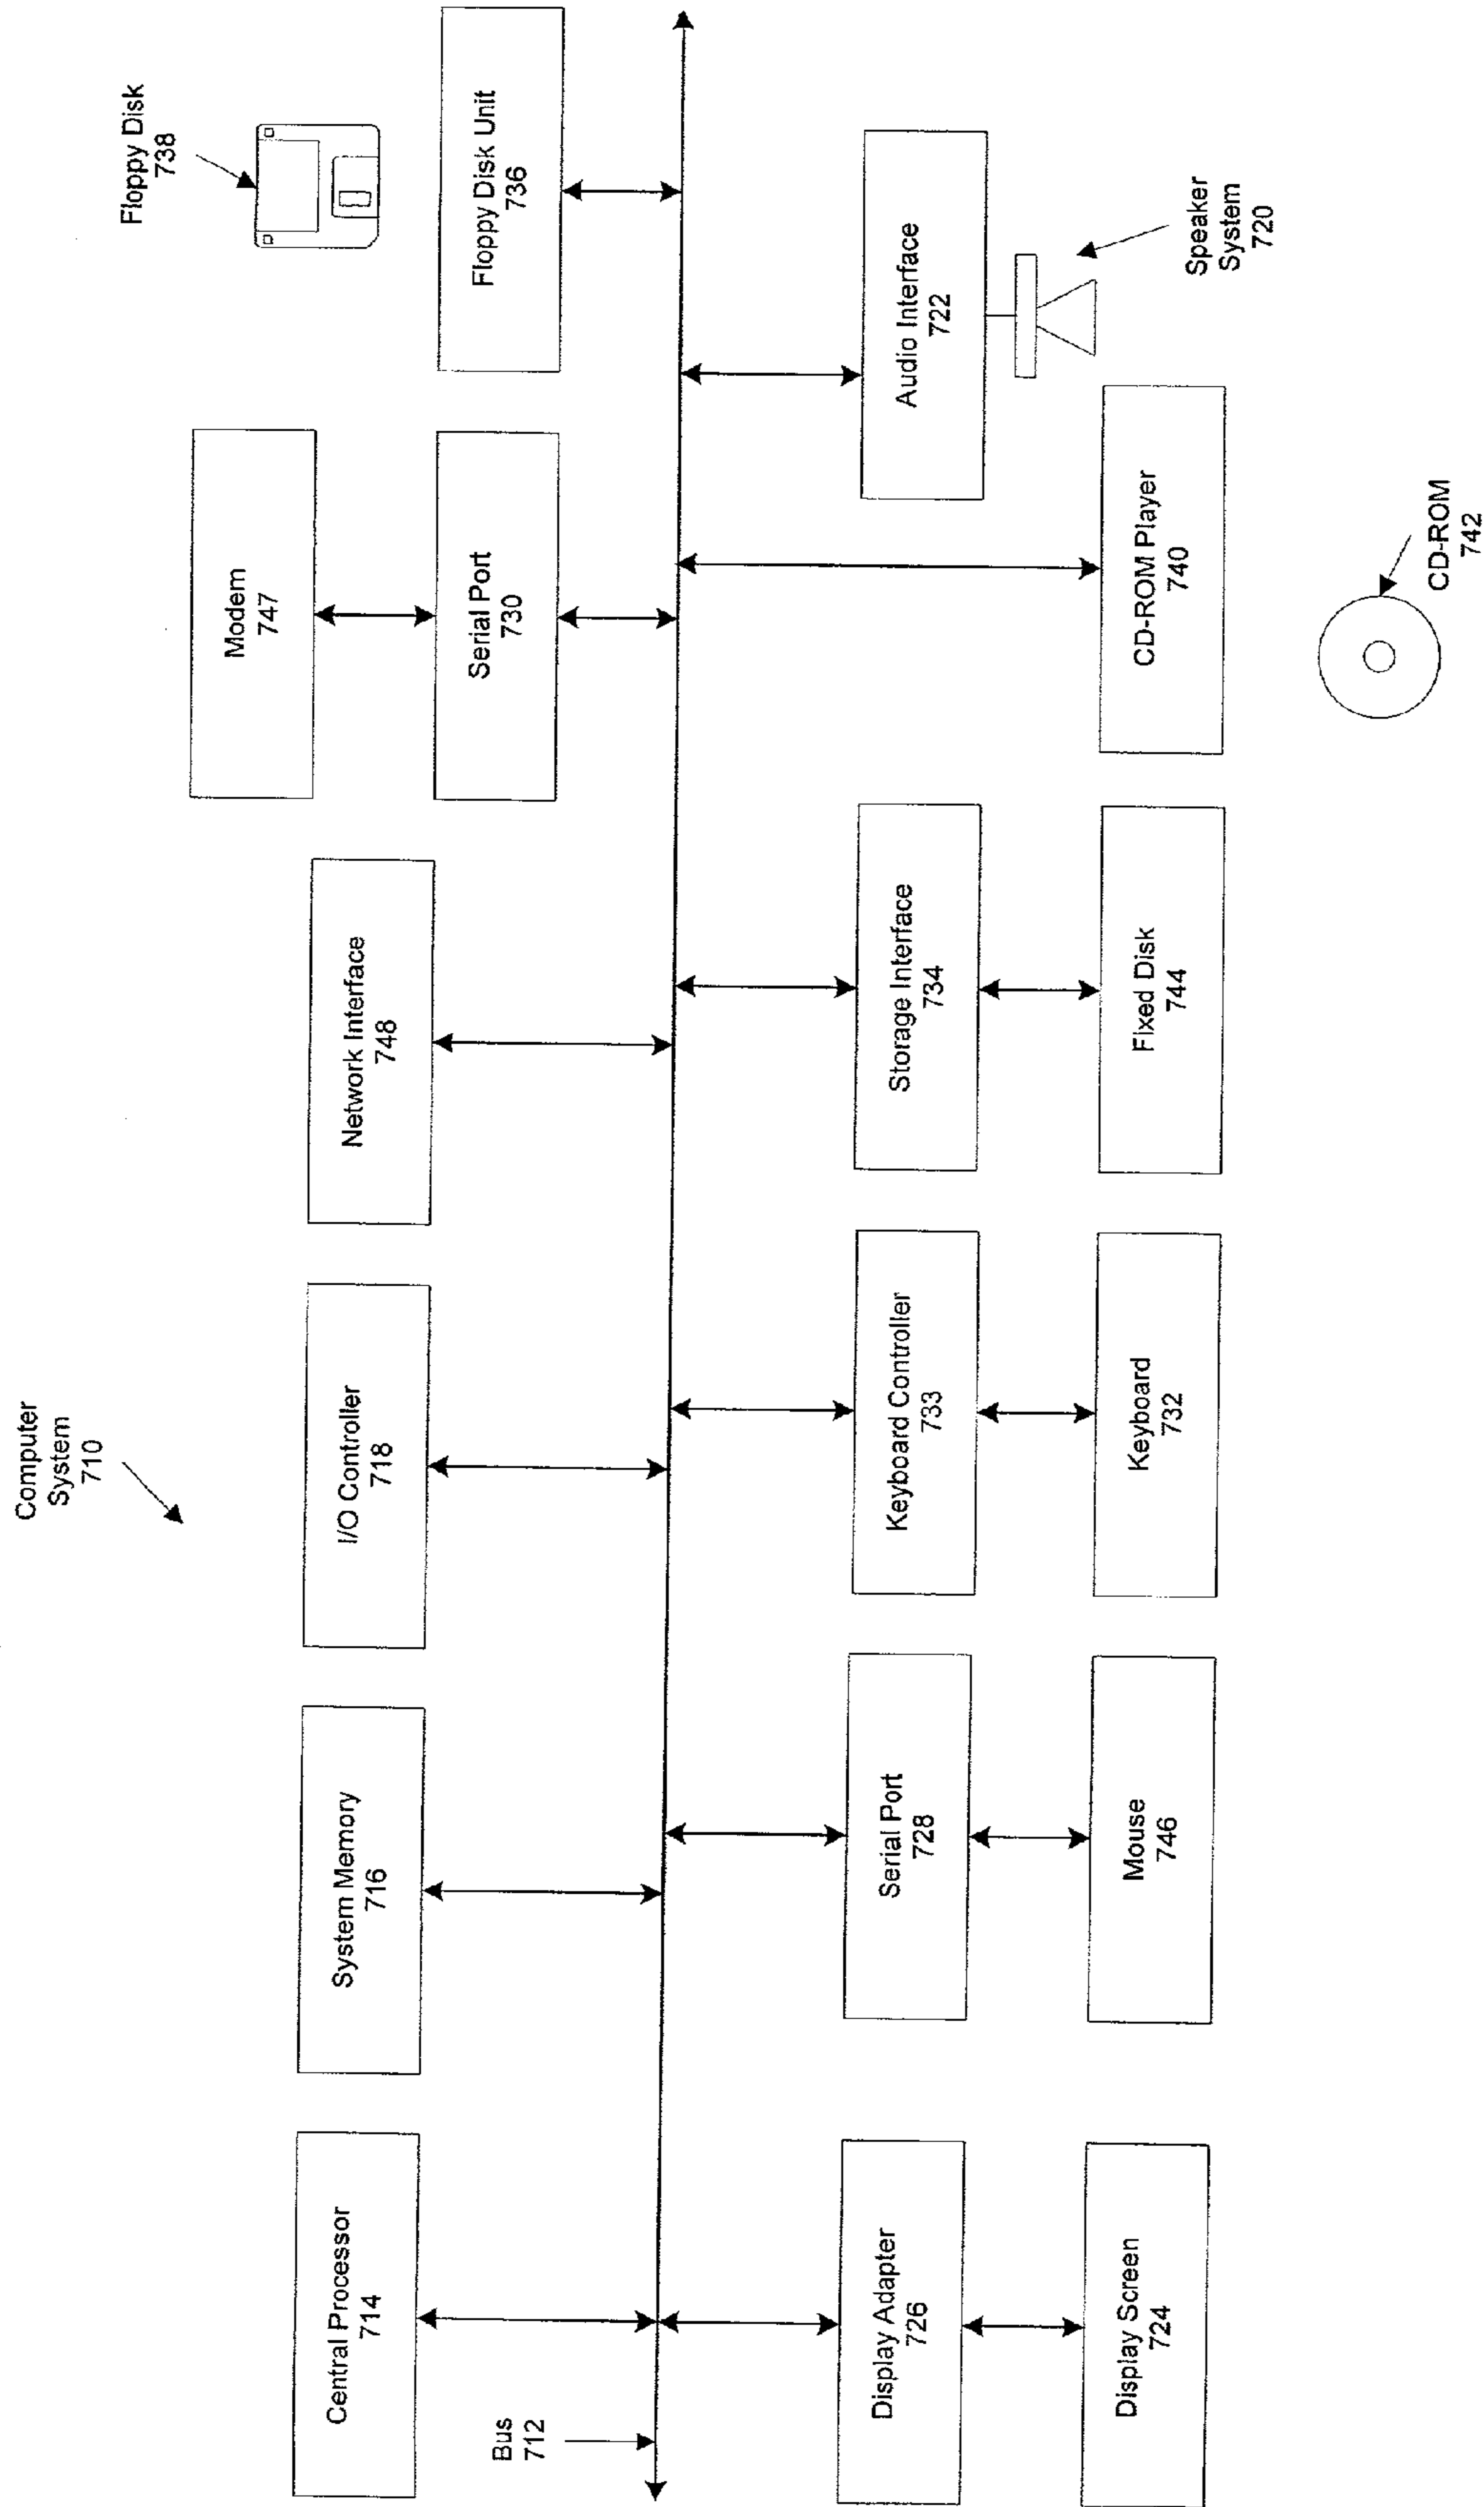 Computer
System
710
Floppy Disk
738
Modem
747
Central Processor
714
System Memory
716
I/O Controller
718
Network Interface
748
Serial Port
730
Floppy Disk Unit
736
Bus
712
Display Adapter
726
Serial Port
728
Keyboard Controller
733
Storage Interface
734
Audio Interface
722
Display Screen
724
Mouse
746
Keyboard
732
Fixed Disk
744
CD-ROM Player
740
Speaker
System
720
CD-ROM
742